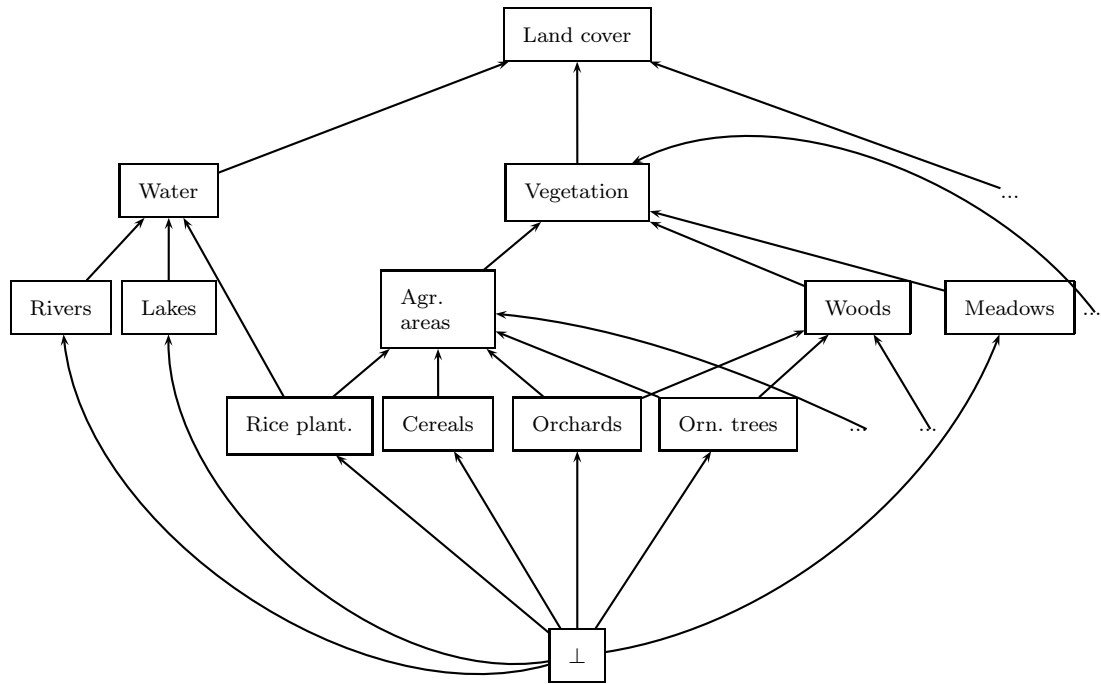 Land cover
Water
Vegetation
...
Rivers
Lakes
Agr.
areas
Woods
Meadows
...
Rice plant.
Cereals
Orchards
Orn. trees
...
...
⊥